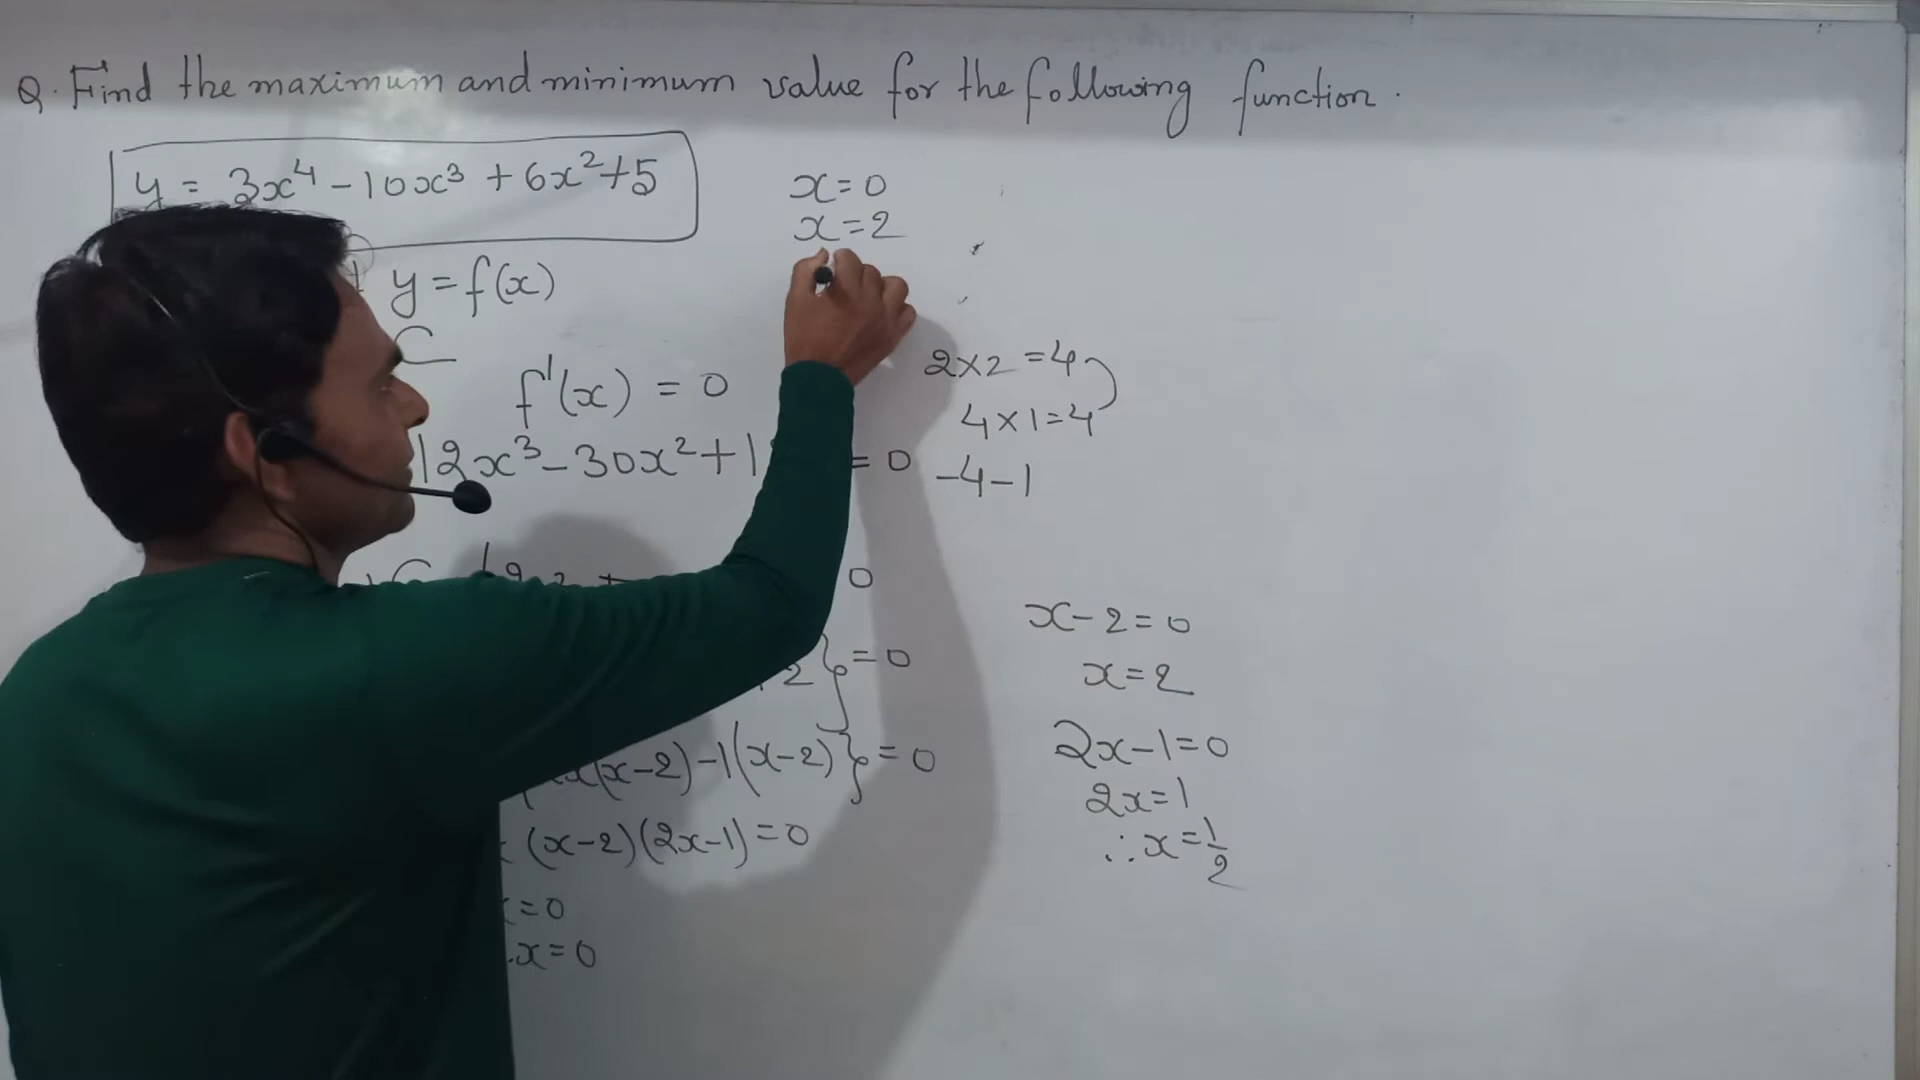 Q. Find the maximum and minimum value for the following function.
y = 3x⁴ - 10x³ + 6x² + 5
y = f(x)
f'(x) = 0
12x³ - 30x² + 1 = 0
0
2} = 0
(x-2) - 1(x-2)} = 0
(x-2)(2x-1) = 0
= 0
x = 0
x = 0
x = 2
2 × 2 = 4
4 × 1 = 4
-4 - 1
x - 2 = 0
x = 2
2x - 1 = 0
2x = 1
∴ x = 1/2